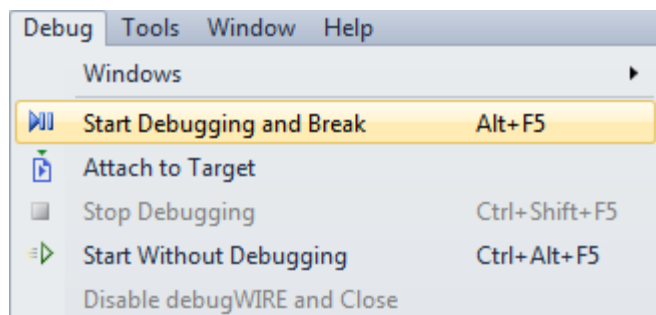 Debug Tools Window Help
Windows
Start Debugging and Break Alt+F5
Attach to Target
Stop Debugging Ctrl+Shift+F5
Start Without Debugging Ctrl+Alt+F5
Disable debugWIRE and Close